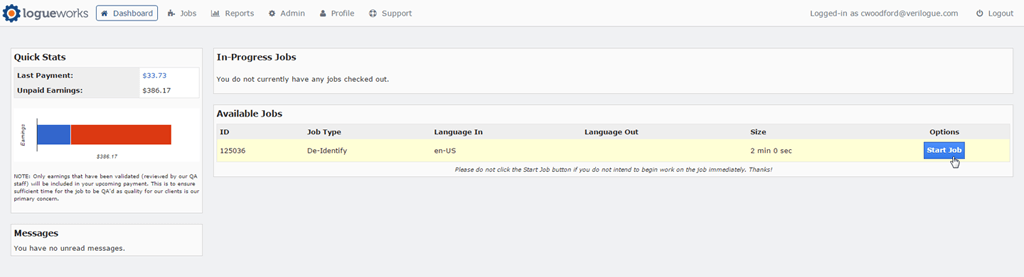 logueworks Dashboard Jobs Reports Admin Profile Support Logged-in as cwoodford@verilogue.com Logout
Quick Stats
Last Payment: $33.73
Unpaid Earnings: $386.17
Earnings
$386.17
NOTE: Only earnings that have been validated (reviewed by our QA
staff) will be included in your upcoming payment. This is to ensure
sufficient time for the job to be QA'd as quality for our clients is our
primary concern.
Messages
You have no unread messages.
In-Progress Jobs
You do not currently have any jobs checked out.
Available Jobs
ID Job Type Language In Language Out Size Options
125036 De-Identify en-US 2 min 0 sec Start Job
Please do not click the Start Job button if you do not intend to begin work on the job immediately. Thanks!